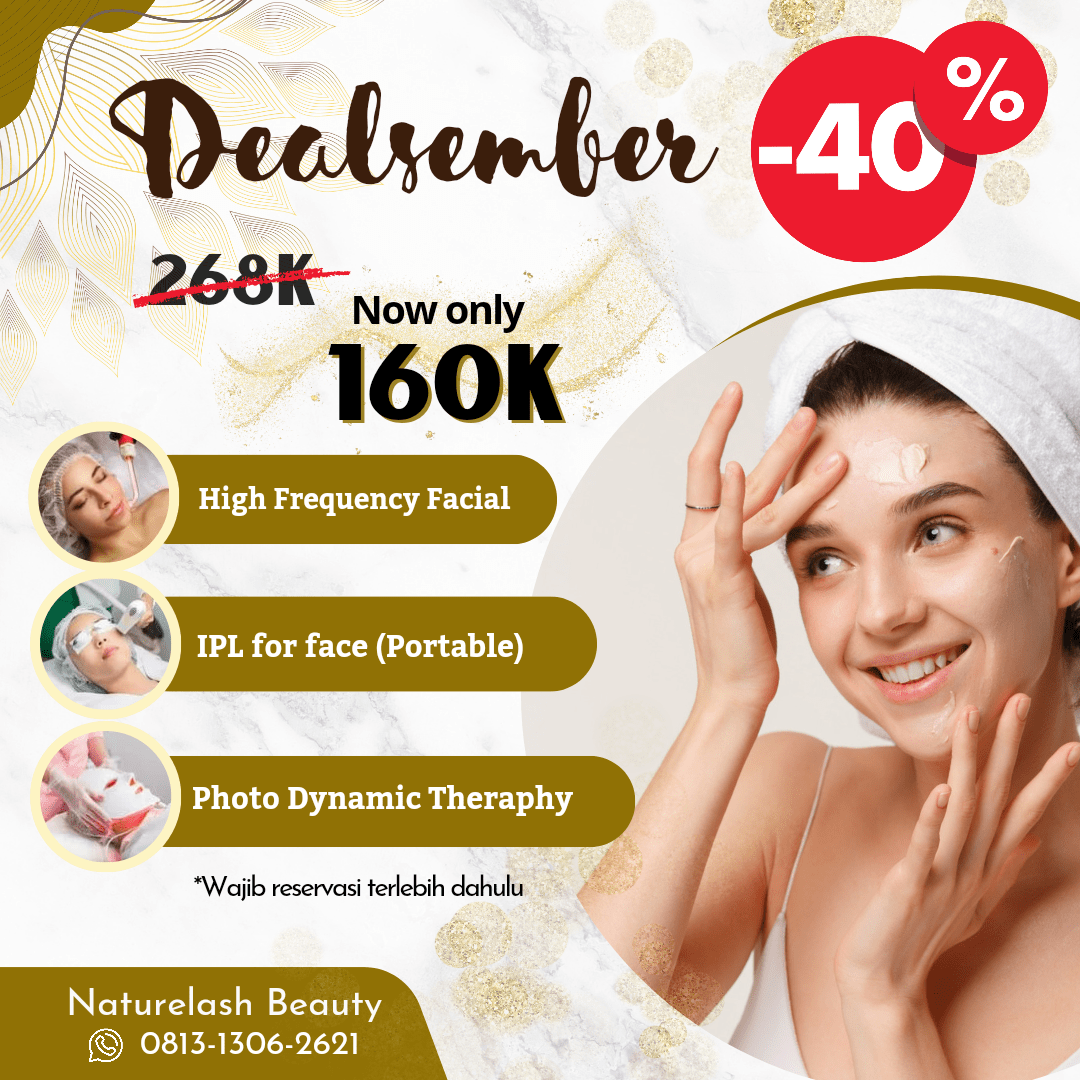 Dealsember
-40%
268K
Now only
160K
High Frequency Facial
IPL for face (Portable)
Photo Dynamic Theraphy
*Wajib reservasi terlebih dahulu
Naturelash Beauty
0813-1306-2621